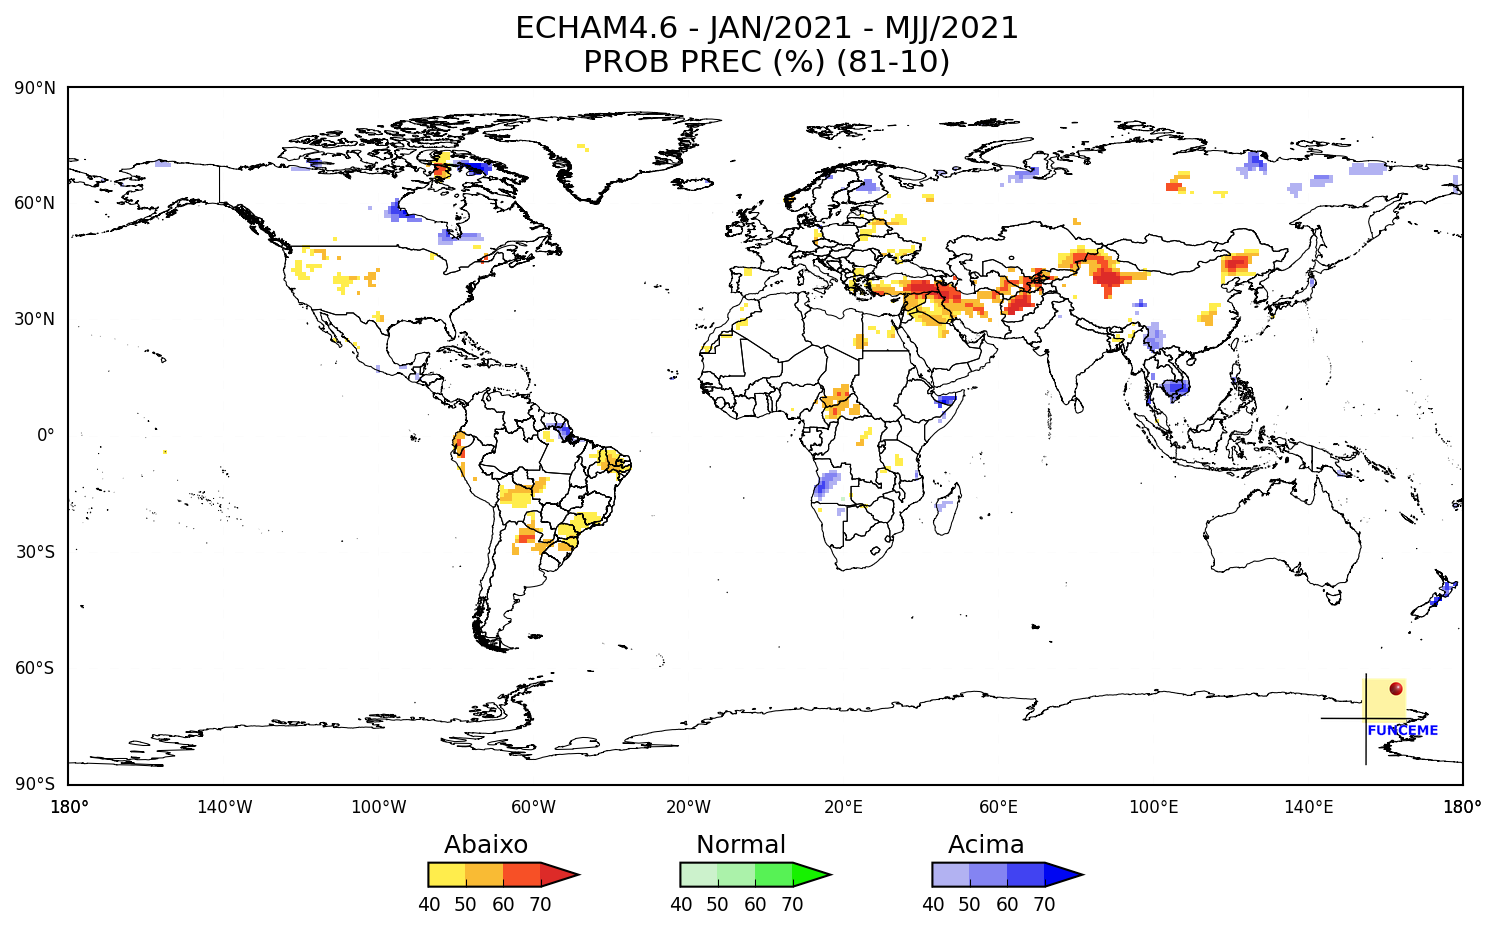 ECHAM4.6 - JAN/2021 - MJJ/2021
PROB PREC (%) (81-10)
90°N
60°N
30°N
0°
30°S
60°S
90°S
180° 140°W 100°W 60°W 20°W 20°E 60°E 100°E 140°E 180°
FUNCEME
Abaixo Normal Acima
40 50 60 70 40 50 60 70 40 50 60 70